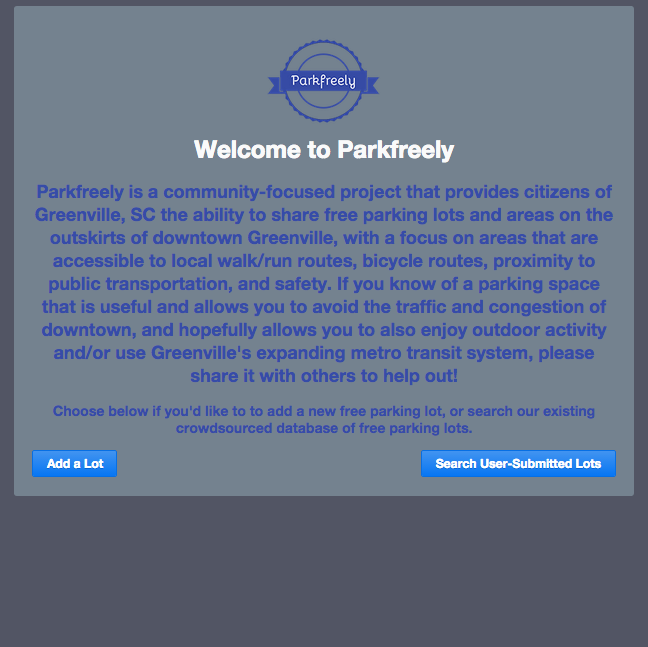 Parkfreely
Welcome to Parkfreely
Parkfreely is a community-focused project that provides citizens of
Greenville, SC the ability to share free parking lots and areas on the
outskirts of downtown Greenville, with a focus on areas that are
accessible to local walk/run routes, bicycle routes, proximity to
public transportation, and safety. If you know of a parking space
that is useful and allows you to avoid the traffic and congestion of
downtown, and hopefully allows you to also enjoy outdoor activity
and/or use Greenville's expanding metro transit system, please
share it with others to help out!
Choose below if you'd like to to add a new free parking lot, or search our existing
crowdsourced database of free parking lots.
Add a Lot
Search User-Submitted Lots